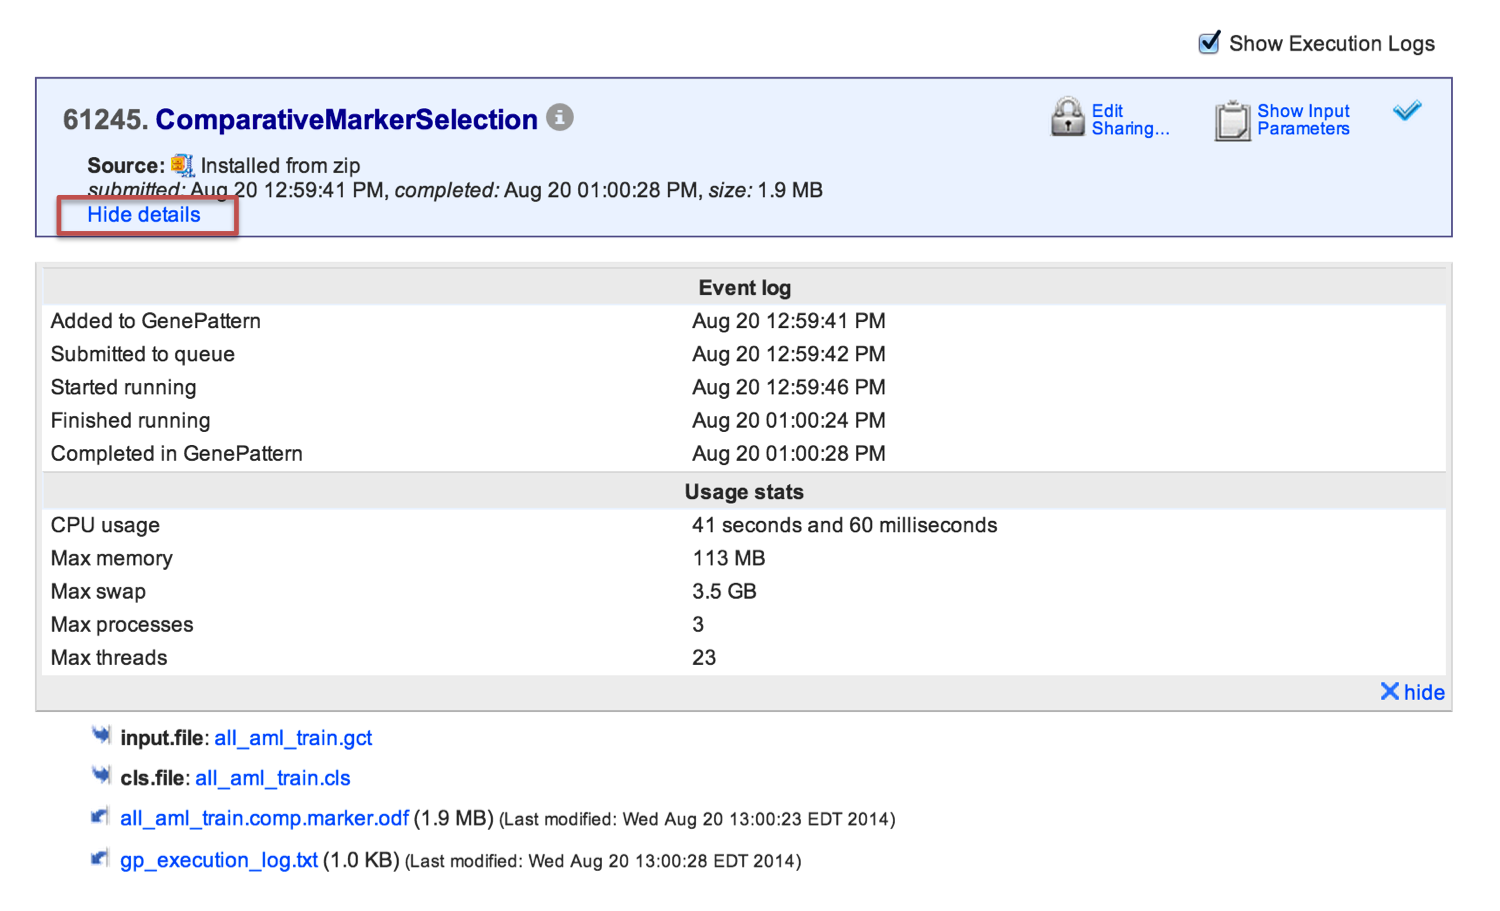 Show Execution Logs
61245. ComparativeMarkerSelection i
Edit Sharing...
Show Input Parameters
Source: Installed from zip
submitted: Aug 20 12:59:41 PM, completed: Aug 20 01:00:28 PM, size: 1.9 MB
Hide details
Event log
Added to GenePattern Aug 20 12:59:41 PM
Submitted to queue Aug 20 12:59:42 PM
Started running Aug 20 12:59:46 PM
Finished running Aug 20 01:00:24 PM
Completed in GenePattern Aug 20 01:00:28 PM
Usage stats
CPU usage 41 seconds and 60 milliseconds
Max memory 113 MB
Max swap 3.5 GB
Max processes 3
Max threads 23
hide
input.file: all_aml_train.gct
cls.file: all_aml_train.cls
all_aml_train.comp.marker.odf (1.9 MB) (Last modified: Wed Aug 20 13:00:23 EDT 2014)
gp_execution_log.txt (1.0 KB) (Last modified: Wed Aug 20 13:00:28 EDT 2014)